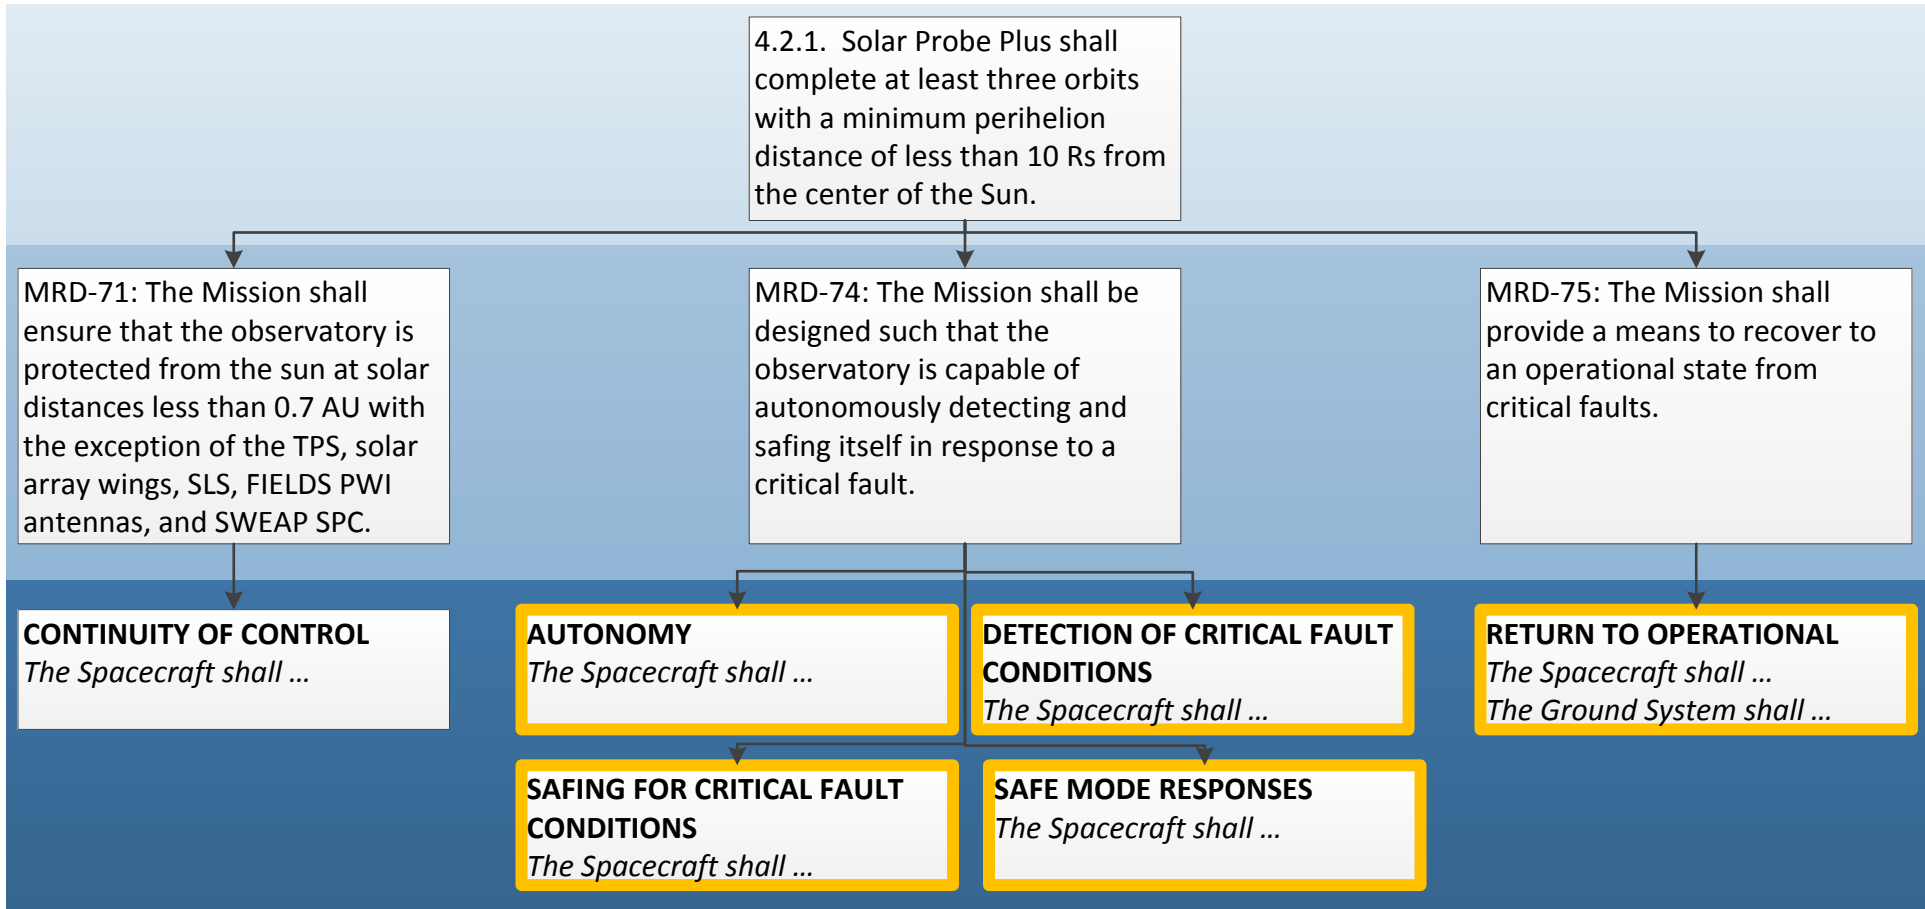 4.2.1.  Solar Probe Plus shall
complete at least three orbits
with a minimum perihelion
distance of less than 10 Rs from
the center of the Sun.
MRD-71: The Mission shall
ensure that the observatory is
protected from the sun at solar
distances less than 0.7 AU with
the exception of the TPS, solar
array wings, SLS, FIELDS PWI
antennas, and SWEAP SPC.
MRD-74: The Mission shall be
designed such that the
observatory is capable of
autonomously detecting and
safing itself in response to a
critical fault.
MRD-75: The Mission shall
provide a means to recover to
an operational state from
critical faults.
CONTINUITY OF CONTROL
The Spacecraft shall …
AUTONOMY
The Spacecraft shall …
DETECTION OF CRITICAL FAULT
CONDITIONS
The Spacecraft shall …
RETURN TO OPERATIONAL
The Spacecraft shall …
The Ground System shall …
SAFING FOR CRITICAL FAULT
CONDITIONS
The Spacecraft shall …
SAFE MODE RESPONSES
The Spacecraft shall …